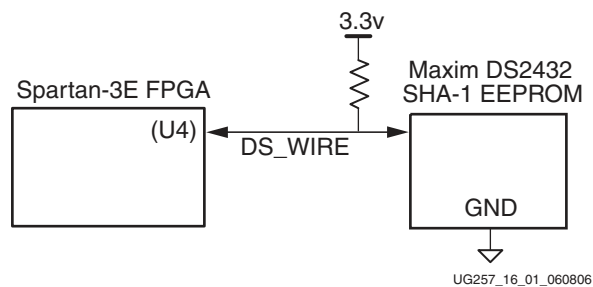 3.3v
Spartan-3E FPGA
Maxim DS2432
SHA-1 EEPROM
(U4)
DS_WIRE
GND
UG257_16_01_060806